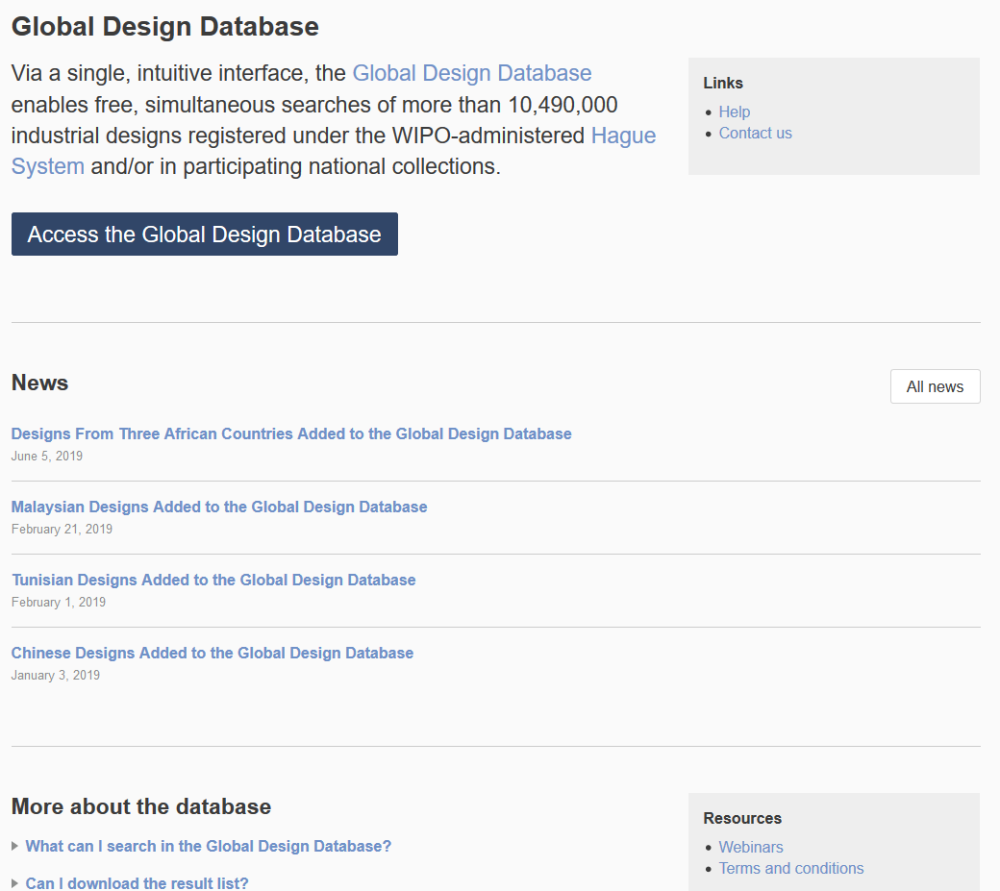 Global Design Database
Via a single, intuitive interface, the Global Design Database
enables free, simultaneous searches of more than 10,490,000
industrial designs registered under the WIPO-administered Hague
System and/or in participating national collections.
Links
Help
Contact us
Access the Global Design Database
News
All news
Designs From Three African Countries Added to the Global Design Database
June 5, 2019
Malaysian Designs Added to the Global Design Database
February 21, 2019
Tunisian Designs Added to the Global Design Database
February 1, 2019
Chinese Designs Added to the Global Design Database
January 3, 2019
More about the database
What can I search in the Global Design Database?
Can I download the result list?
Resources
Webinars
Terms and conditions